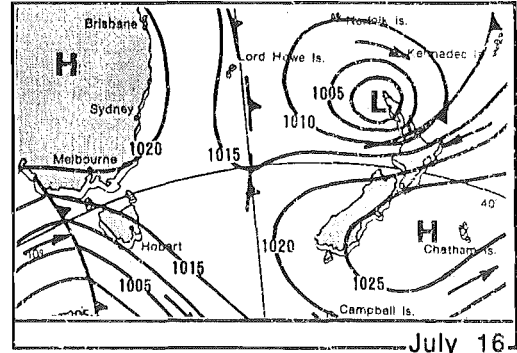 Brisbane
Norfolk Is.
Kermadec Is.
H
Lord Howe Is.
1005
L
Sydney
1010
1020
1015
Melbourne
40
1020
H
Hobart
Chatham Is.
1015
1025
1005
Campbell Is.
July 16